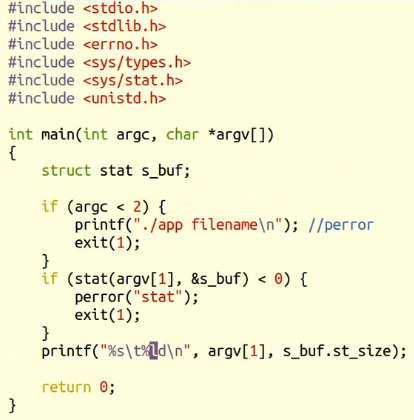 #include <stdio.h>
#include <stdlib.h>
#include <errno.h>
#include <sys/types.h>
#include <sys/stat.h>
#include <unistd.h>

int main(int argc, char *argv[])
{
    struct stat s_buf;

    if (argc < 2) {
        printf("./app filename\n"); //perror
        exit(1);
    }
    if (stat(argv[1], &s_buf) < 0) {
        perror("stat");
        exit(1);
    }
    printf("%s\t%ld\n", argv[1], s_buf.st_size);

    return 0;
}